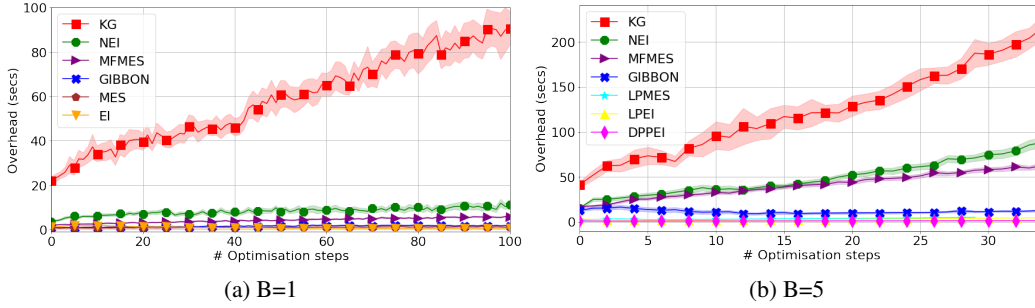 100
80
60
40
20
0
Overhead (secs)
KG
NEI
MFMES
GIBBON
MES
EI
0 20 40 60 80 100
# Optimisation steps
(a) B=1
200
150
100
50
0
Overhead (secs)
KG
NEI
MFMES
GIBBON
LPMES
LPEI
DPPEI
0 5 10 15 20 25 30
# Optimisation steps
(b) B=5